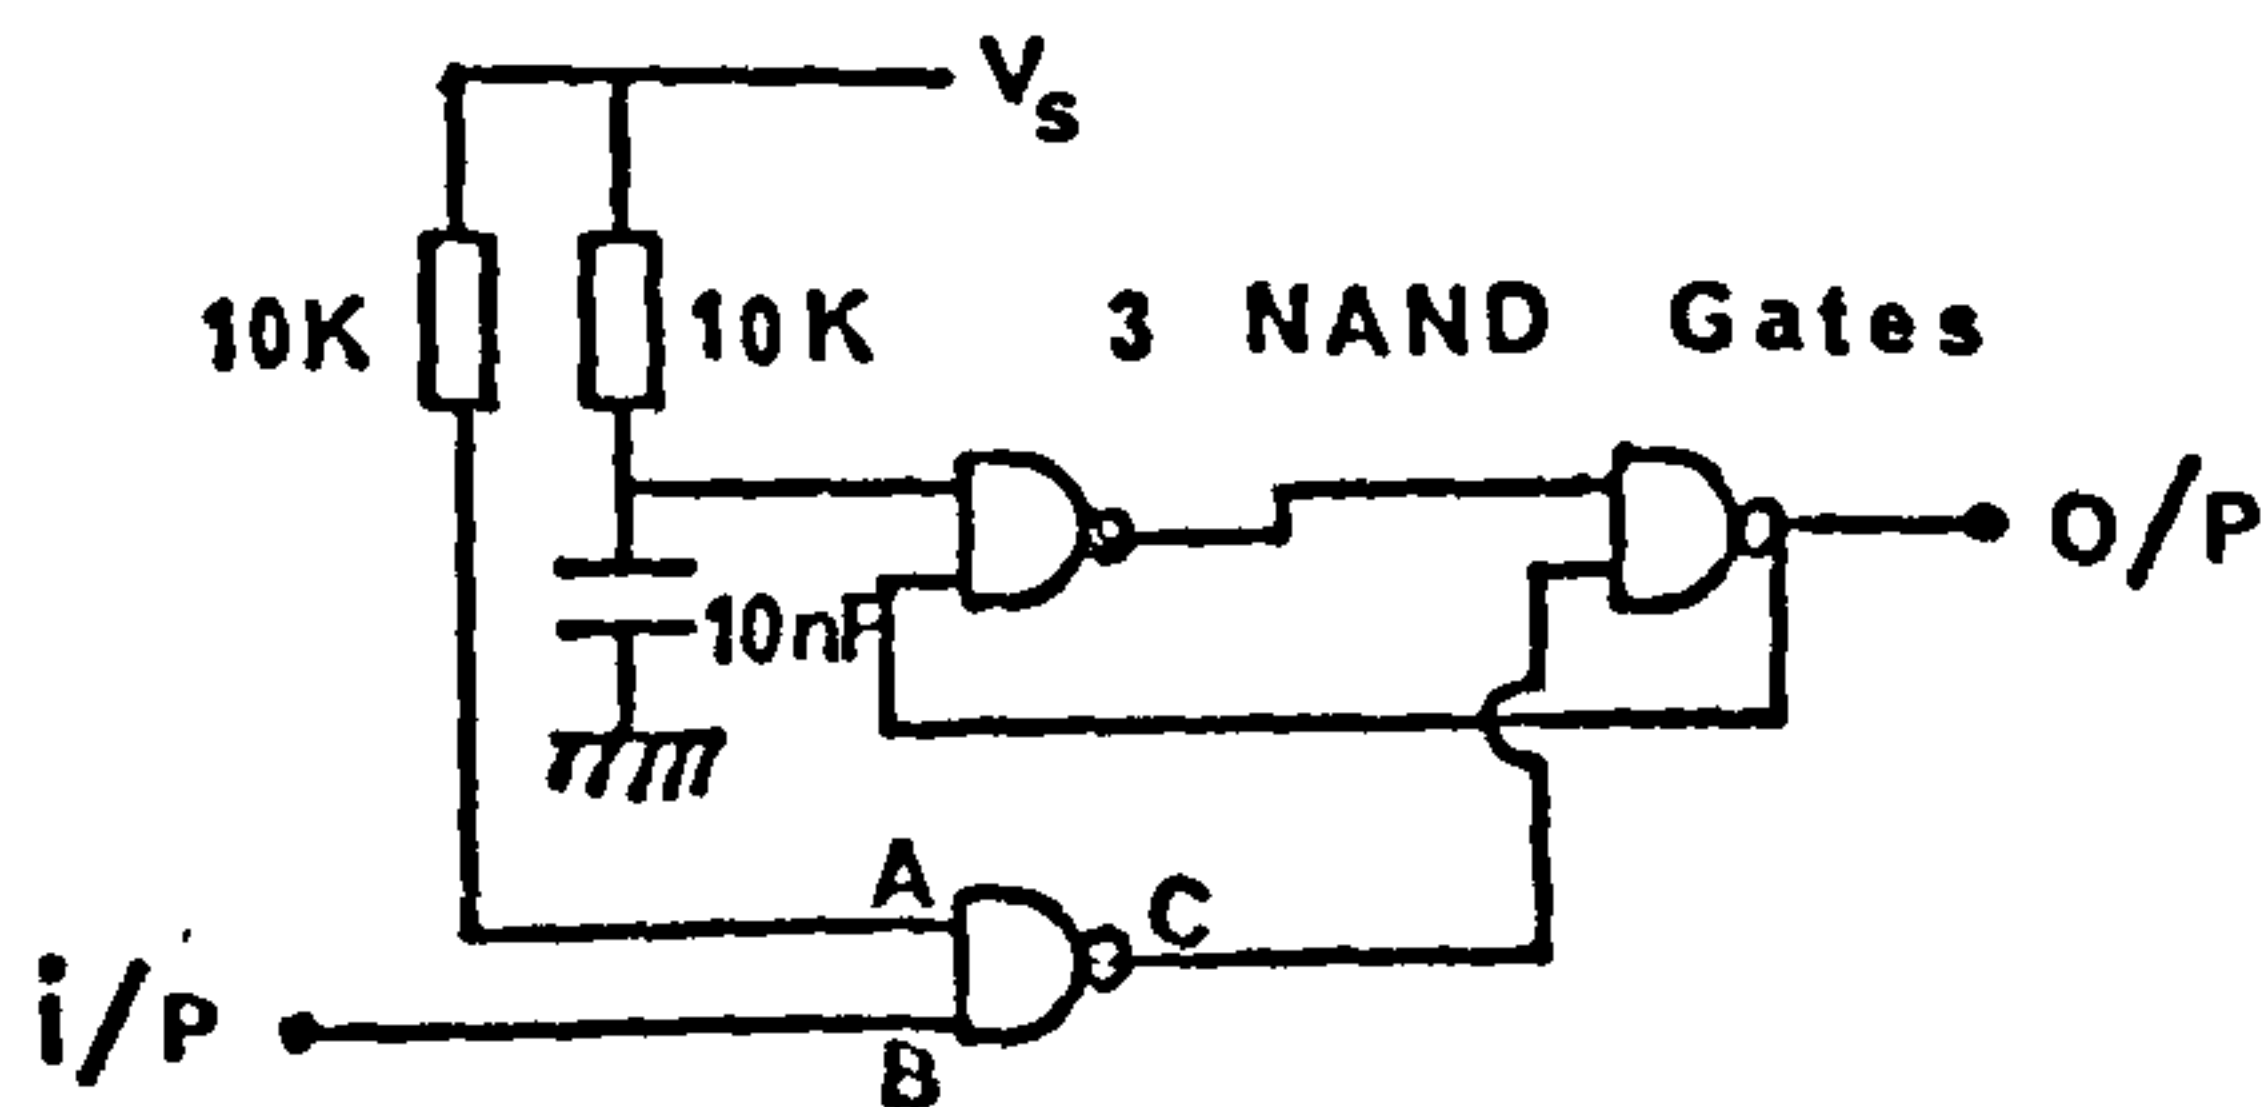 Vs
10K
10K
3 NAND Gates
O/P
10nF
A
C
i/P
B